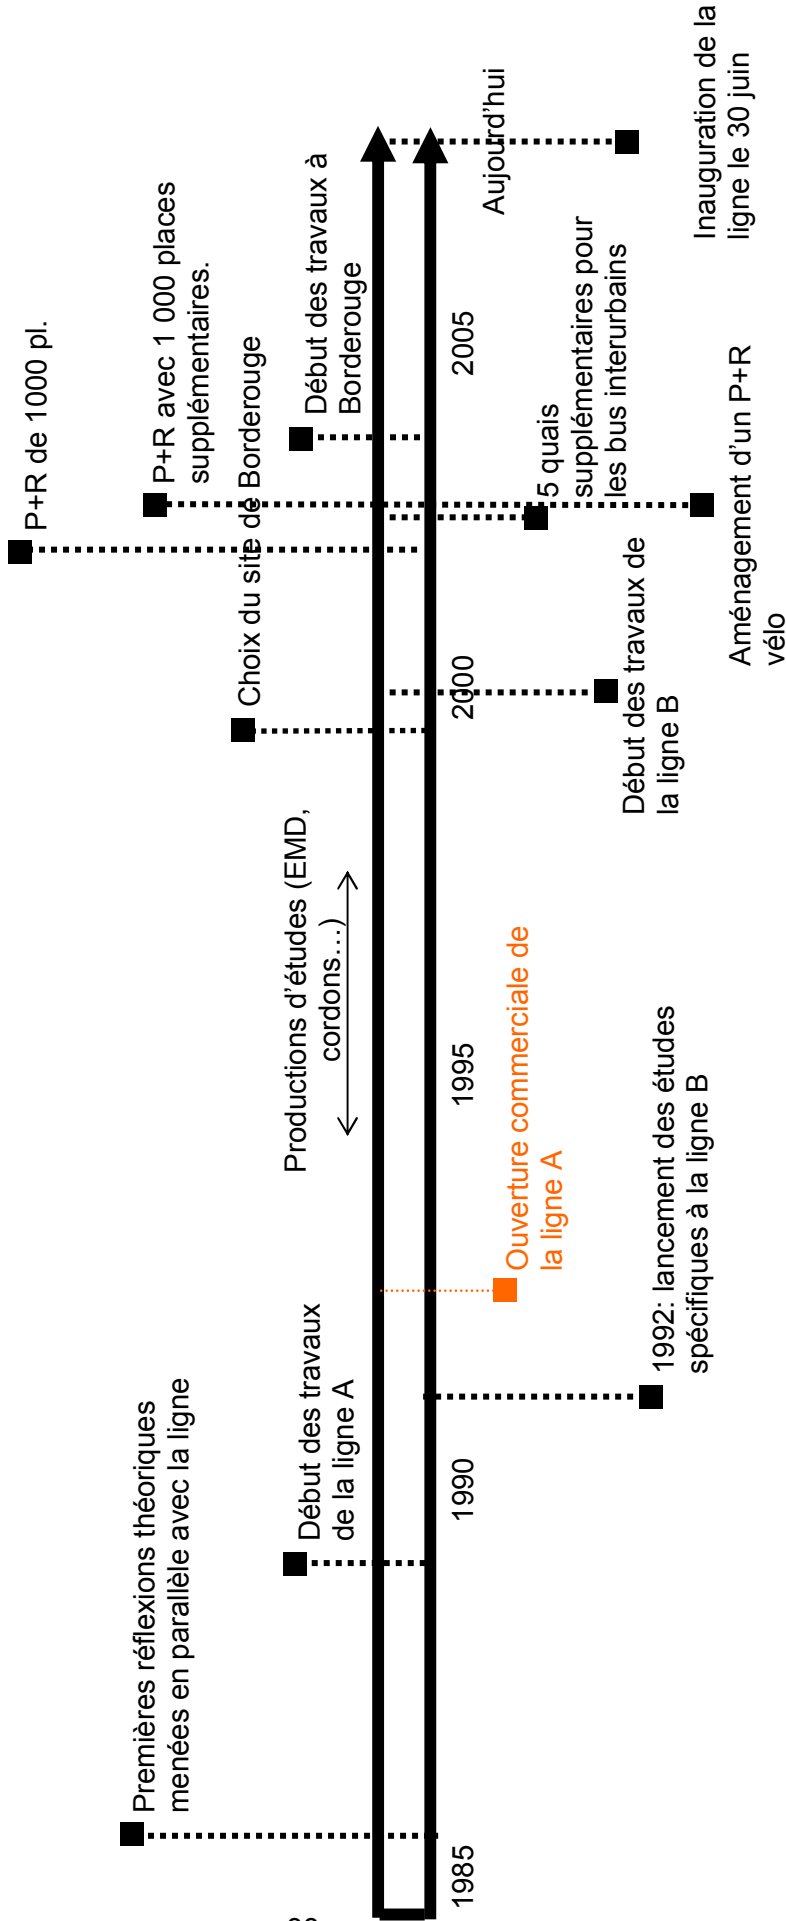 P+R de 1000 pl.
Premières réflexions théoriques
menées en parallèle avec la ligne
P+R avec 1 000 places
supplémentaires.
Choix du site de Borderouge
Début des travaux
de la ligne A
Productions d'études (EMD,
cordons…)
Début des travaux à
Borderouge
1985
1990
1995
2000
2005
Aujourd'hui
Ouverture commerciale de
la ligne A
5 quais
supplémentaires pour
les bus interurbains
Début des travaux de
la ligne B
1992: lancement des études
spécifiques à la ligne B
Inauguration de la
ligne le 30 juin
Aménagement d'un P+R
vélo